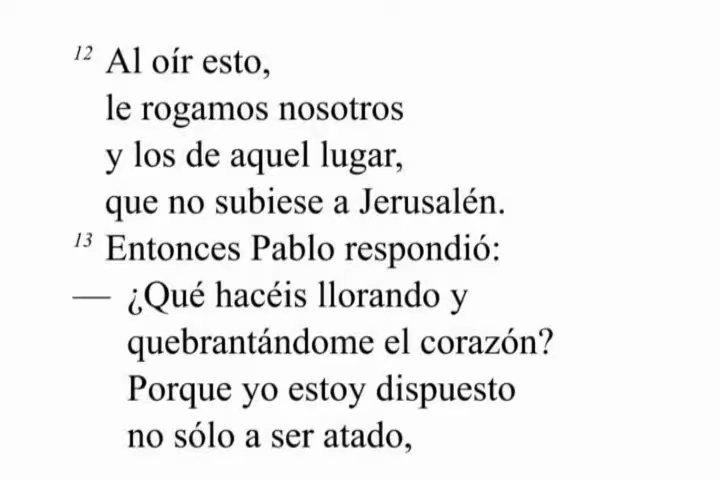 12 Al oír esto,
le rogamos nosotros
y los de aquel lugar,
que no subiese a Jerusalén.
13 Entonces Pablo respondió:
— ¿Qué hacéis llorando y
quebrantándome el corazón?
Porque yo estoy dispuesto
no sólo a ser atado,